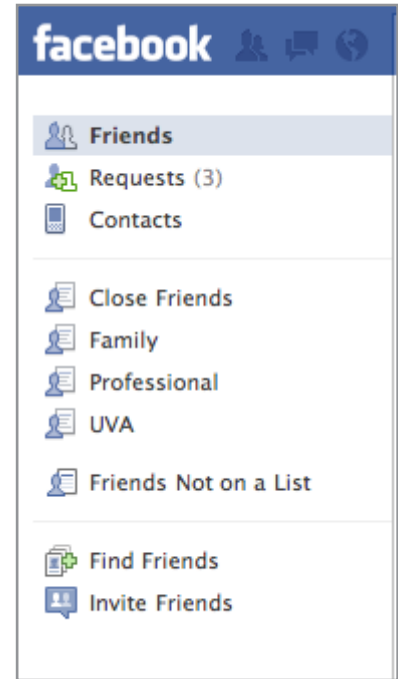 facebook
Friends
Requests (3)
Contacts
Close Friends
Family
Professional
UVA
Friends Not on a List
Find Friends
Invite Friends